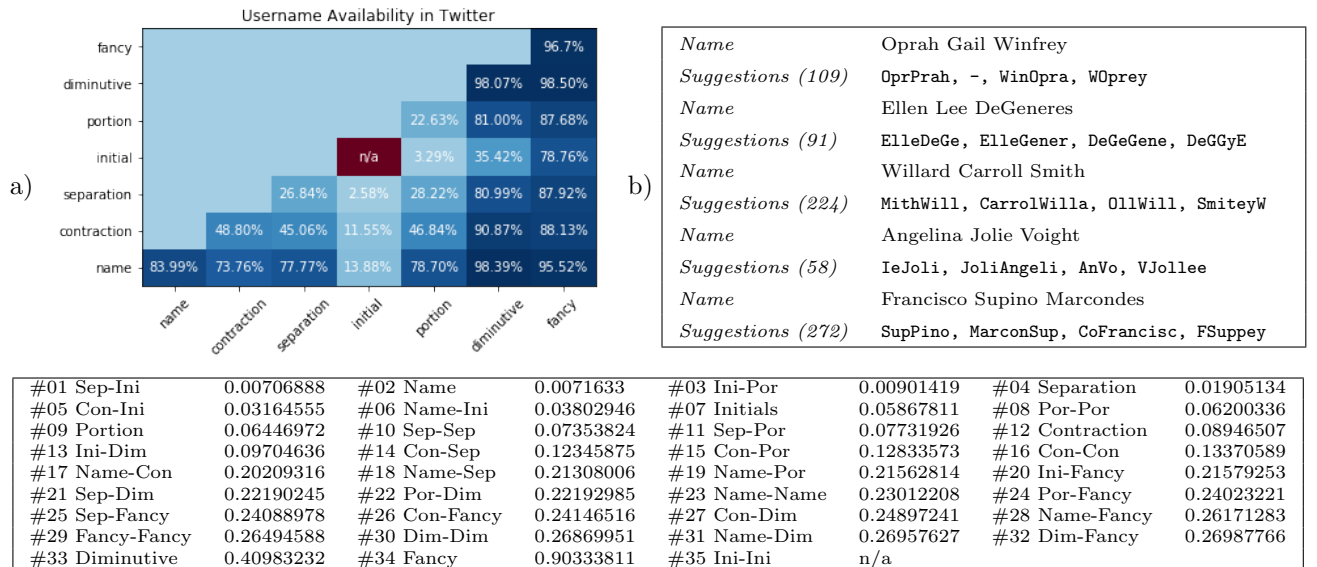 Username Availability in Twitter
a)
fancy 96.7%
diminutive 98.07% 98.50%
portion 22.63% 81.00% 87.68%
initial n/a 3.29% 35.42% 78.76%
separation 26.84% 2.58% 28.22% 80.99% 87.92%
contraction 48.80% 45.06% 11.55% 46.84% 90.87% 88.13%
name 83.99% 73.76% 77.77% 13.88% 78.70% 98.39% 95.52%
name contraction separation initial portion diminutive fancy
b)
Name Oprah Gail Winfrey
Suggestions (109) OprPrah, -, WinOpra, WOprey
Name Ellen Lee DeGeneres
Suggestions (91) ElleDeGe, ElleGener, DeGeGene, DeGGyE
Name Willard Carroll Smith
Suggestions (224) MithWill, CarrolWilla, OllWill, SmiteyW
Name Angelina Jolie Voight
Suggestions (58) IeJoli, JoliAngeli, AnVo, VJollee
Name Francisco Supino Marcondes
Suggestions (272) SupPino, MarconSup, CoFrancisc, FSuppey
#01 Sep-Ini 0.00706888 #02 Name 0.0071633 #03 Ini-Por 0.00901419 #04 Separation 0.01905134
#05 Con-Ini 0.03164555 #06 Name-Ini 0.03802946 #07 Initials 0.05867811 #08 Por-Por 0.06200336
#09 Portion 0.06446972 #10 Sep-Sep 0.07353824 #11 Sep-Por 0.07731926 #12 Contraction 0.08946507
#13 Ini-Dim 0.09704636 #14 Con-Sep 0.12345875 #15 Con-Por 0.12833573 #16 Con-Con 0.13370589
#17 Name-Con 0.20209316 #18 Name-Sep 0.21308006 #19 Name-Por 0.21562814 #20 Ini-Fancy 0.21579253
#21 Sep-Dim 0.22190245 #22 Por-Dim 0.22192985 #23 Name-Name 0.23012208 #24 Por-Fancy 0.24023221
#25 Sep-Fancy 0.24088978 #26 Con-Fancy 0.24146516 #27 Con-Dim 0.24897241 #28 Name-Fancy 0.26171283
#29 Fancy-Fancy 0.26494588 #30 Dim-Dim 0.26869951 #31 Name-Dim 0.26957627 #32 Dim-Fancy 0.26987766
#33 Diminutive 0.40983232 #34 Fancy 0.90333811 #35 Ini-Ini n/a